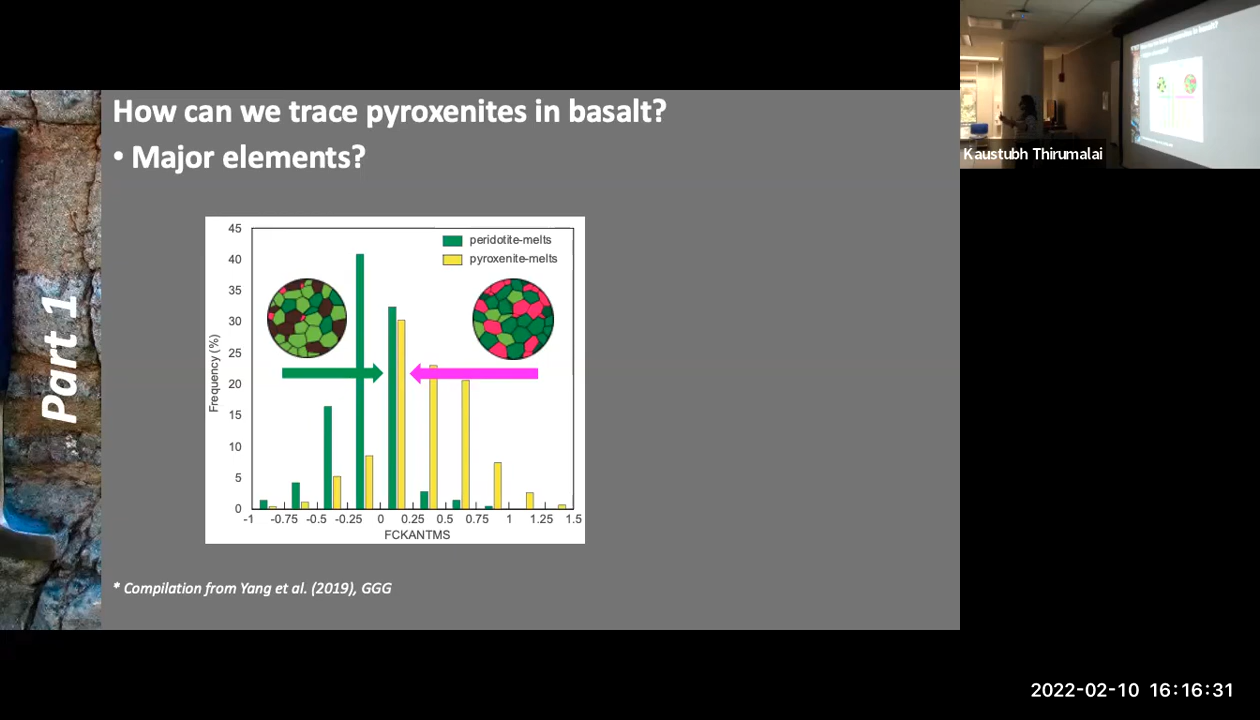 How can we trace pyroxenites in basalt?
• Major elements?
Part 1
45
40
35
30
25
20
15
10
5
0
Frequency (%)
peridotite-melts
pyroxenite-melts
-1 -0.75 -0.5 -0.25 0 0.25 0.5 0.75 1 1.25 1.5
FCKANTMS
* Compilation from Yang et al. (2019), GGG
Kaustubh Thirumalai
2022-02-10 16:16:31